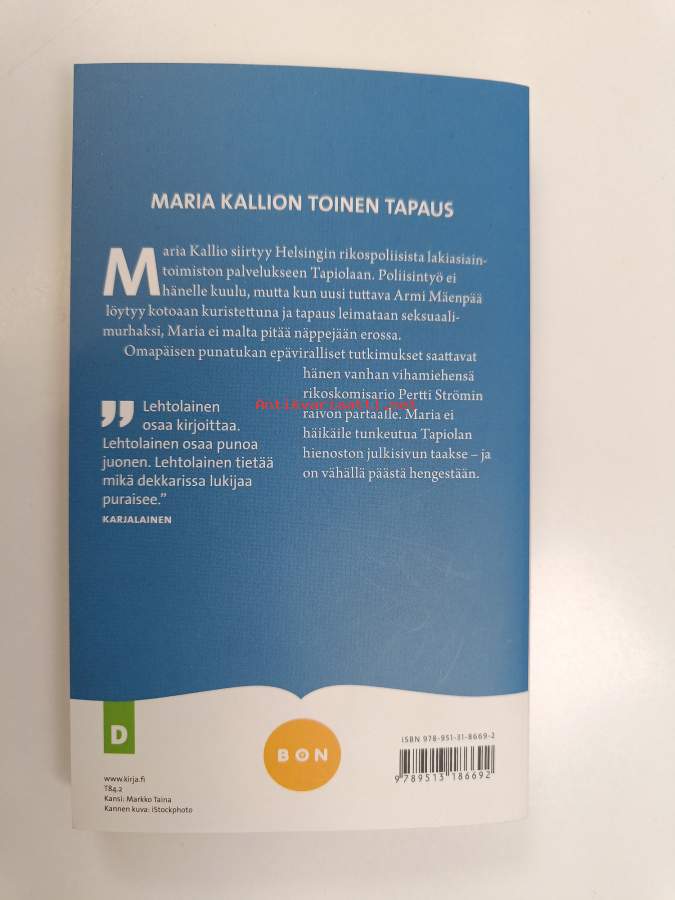 MARIA KALLION TOINEN TAPAUS
Maria Kallio siirtyy Helsingin rikospoliisista lakiasiain-
toimiston palvelukseen Tapiolaan. Poliisintyö ei
hänelle kuulu, mutta kun uusi tuttava Armi Mäenpää
löytyy kotoaan kuristettuna ja tapaus leimataan seksuaali-
murhaksi, Maria ei malta pitää näppejään erossa.
Omapäisen punatukan epäviralliset tutkimukset saattavat
hänen vanhan vihamiehensä
rikoskomisario Pertti Strömin
raivon partaalle. Maria ei
häikäile tunkeutua Tapiolan
hienoston julkisivun taakse – ja
on vähällä päästä hengestään.
Antikvariaatti.net
” Lehtolainen
osaa kirjoittaa.
Lehtolainen osaa punoa
juonen. Lehtolainen tietää
mikä dekkarissa lukijaa
puraisee.”
KARJALAINEN
D
BON
www.kirja.fi
T84.2
Kansi: Markko Taina
Kannen kuva: iStockphoto
ISBN 978-951-31-8669-2
9 789513 186692